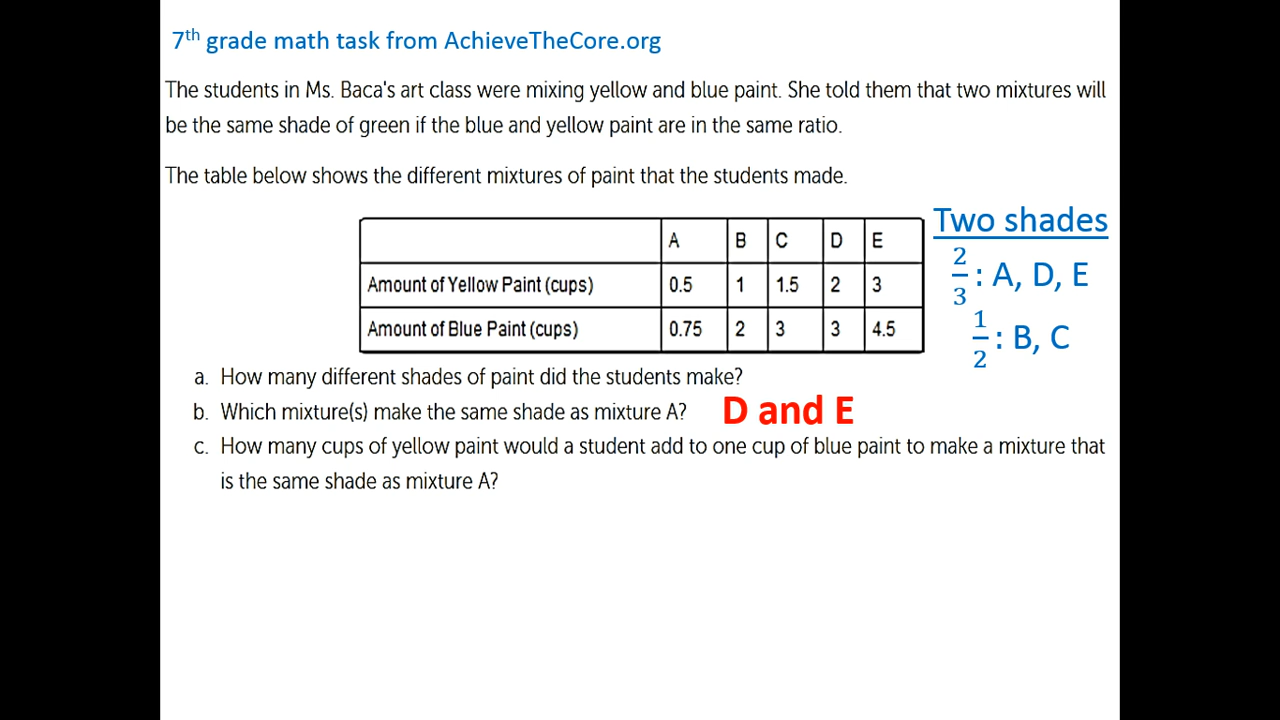 7th grade math task from AchieveTheCore.org
The students in Ms. Baca's art class were mixing yellow and blue paint. She told them that two mixtures will
be the same shade of green if the blue and yellow paint are in the same ratio.
The table below shows the different mixtures of paint that the students made.
A B C D E
Amount of Yellow Paint (cups) 0.5 1 1.5 2 3
Amount of Blue Paint (cups) 0.75 2 3 3 4.5
Two shades
2/3 : A, D, E
1/2 : B, C
a. How many different shades of paint did the students make?
b. Which mixture(s) make the same shade as mixture A? D and E
c. How many cups of yellow paint would a student add to one cup of blue paint to make a mixture that
is the same shade as mixture A?